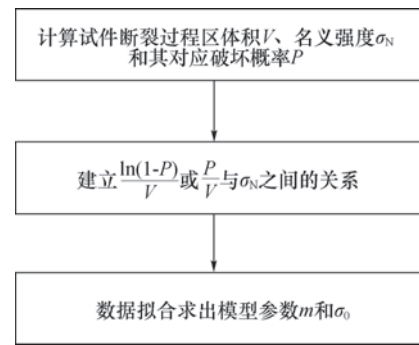 计算试件断裂过程区体积V、名义强度σ_N
和其对应破坏概率P
建立ln(1-P)/V或P/V与σ_N之间的关系
数据拟合求出模型参数m和σ_0